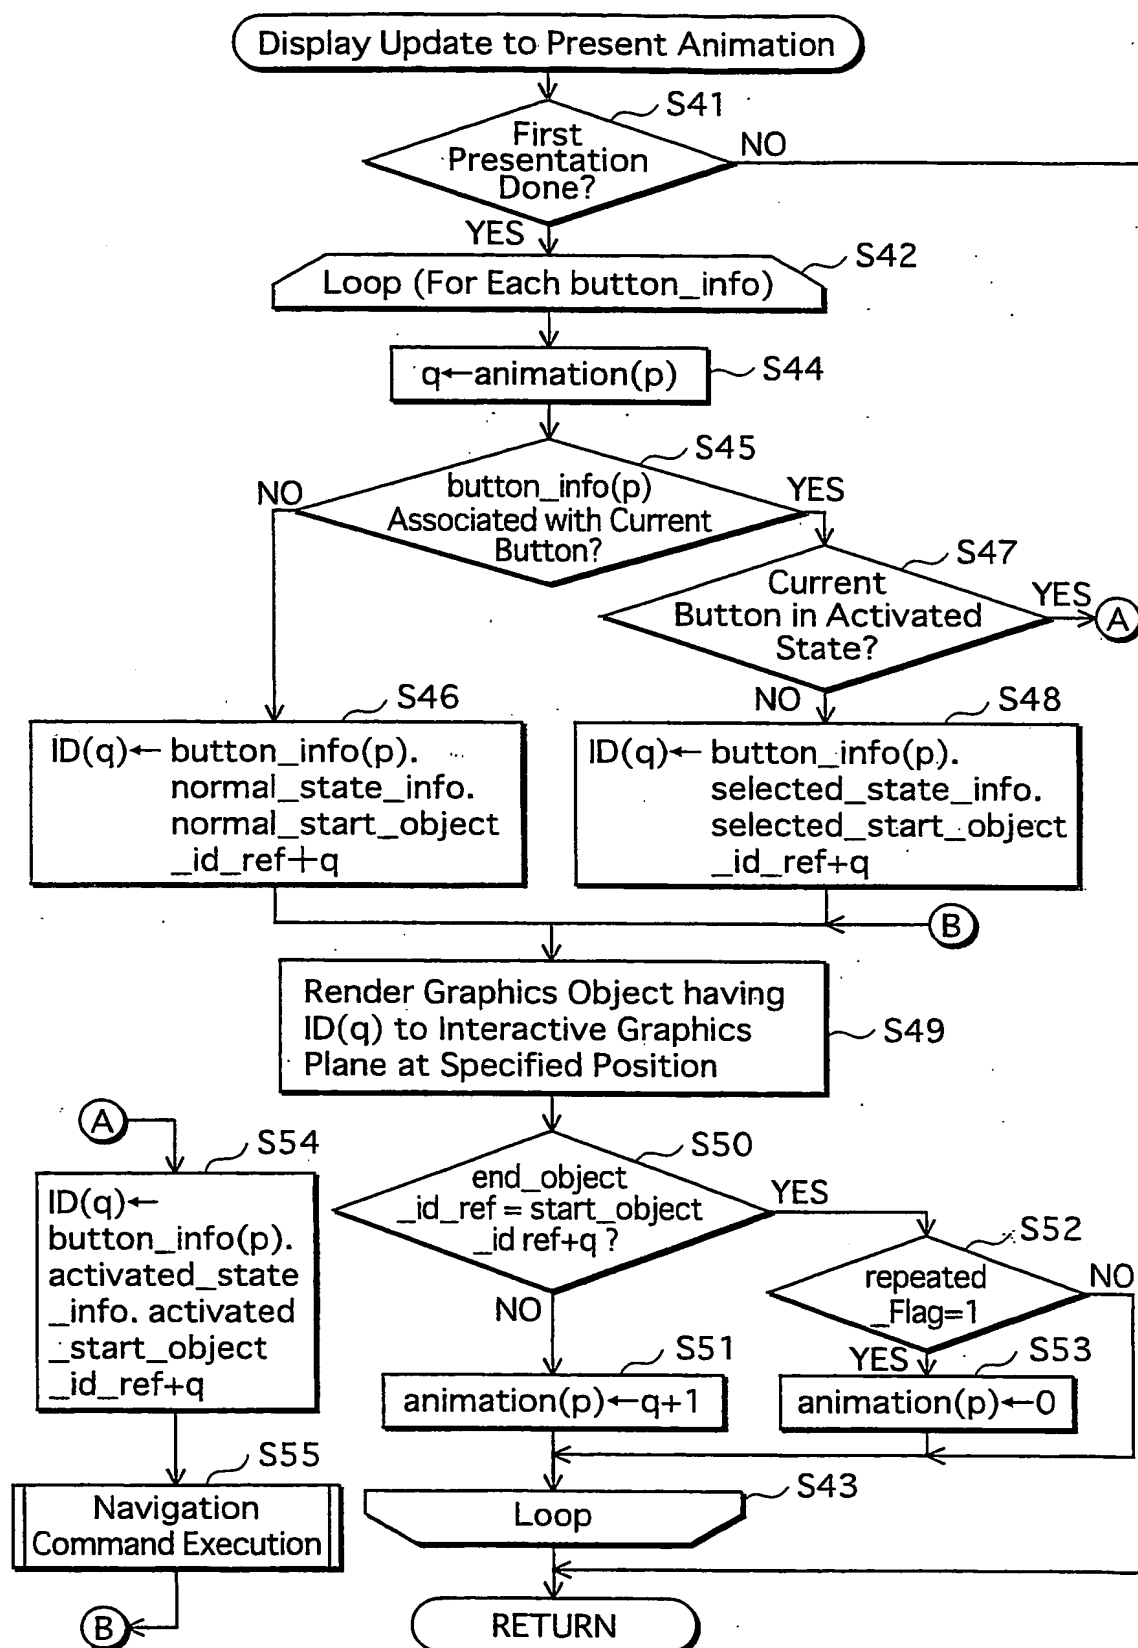 Display Update to Present Animation
S41
First
Presentation
Done?
NO
YES
S42
Loop (For Each button_info)
S44
q←animation(p)
S45
button_info(p)
Associated with Current
Button?
NO
YES
S47
Current
Button in Activated
State?
YES
A
NO
S46
ID(q)← button_info(p).
normal_state_info.
normal_start_object
_id_ref+q
S48
ID(q)← button_info(p).
selected_state_info.
selected_start_object
_id_ref+q
B
Render Graphics Object having
ID(q) to Interactive Graphics
Plane at Specified Position
S49
A
S54
ID(q)←
button_info(p).
activated_state
_info. activated
_start_object
_id_ref+q
S50
end_object
_id_ref = start_object
_id ref+q ?
YES
NO
S52
repeated
_Flag=1
NO
YES
S51
animation(p)←q+1
S53
animation(p)←0
S55
Navigation
Command Execution
S43
Loop
B
RETURN